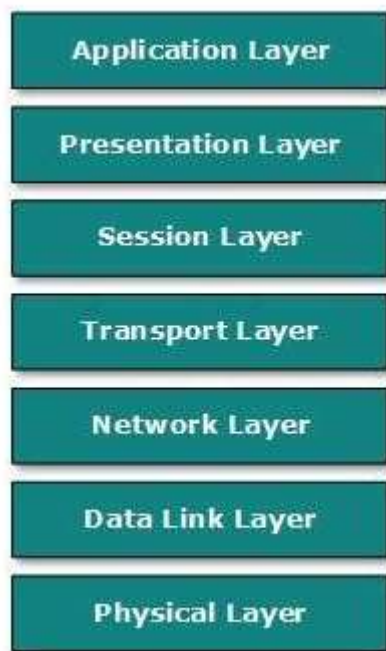 Application Layer
Presentation Layer
Session Layer
Transport Layer
Network Layer
Data Link Layer
Physical Layer